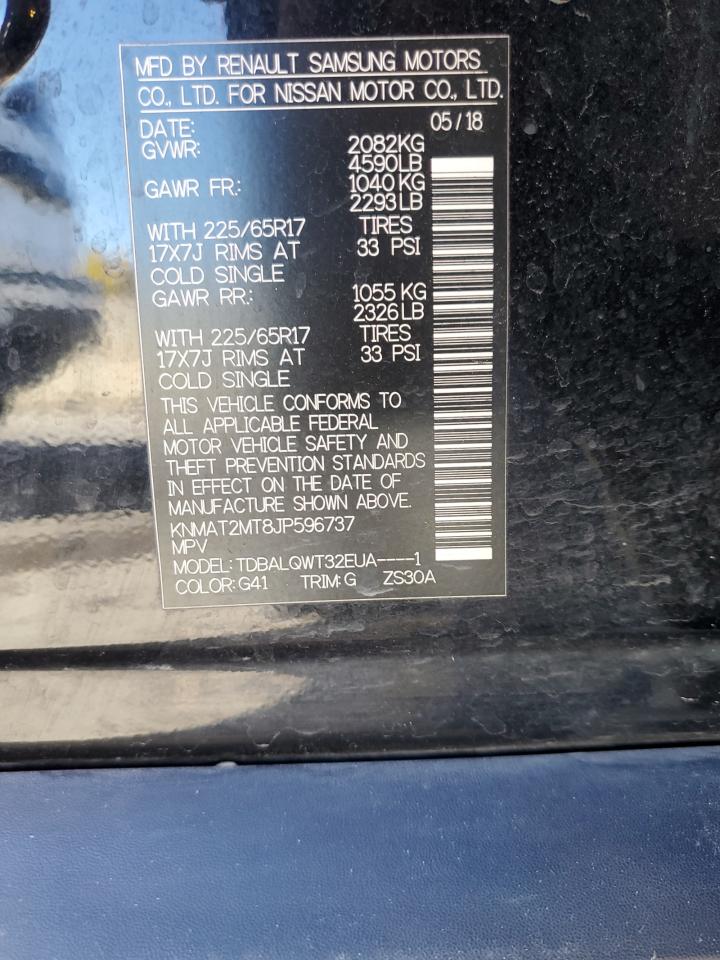 MFD BY RENAULT SAMSUNG MOTORS
CO., LTD. FOR NISSAN MOTOR CO., LTD.
DATE: 05/18
GVWR: 2082KG
4590LB
GAWR FR: 1040KG
2293LB
WITH 225/65R17 TIRES
17X7J RIMS AT 33 PSI
COLD SINGLE
GAWR RR: 1055KG
2326LB
WITH 225/65R17 TIRES
17X7J RIMS AT 33 PSI
COLD SINGLE
THIS VEHICLE CONFORMS TO
ALL APPLICABLE FEDERAL
MOTOR VEHICLE SAFETY AND
THEFT PREVENTION STANDARDS
IN EFFECT ON THE DATE OF
MANUFACTURE SHOWN ABOVE.
KNMAT2MT8JP596737
MPV
MODEL: TDBALQWT32EUA----1
COLOR: G41 TRIM: G ZS30A